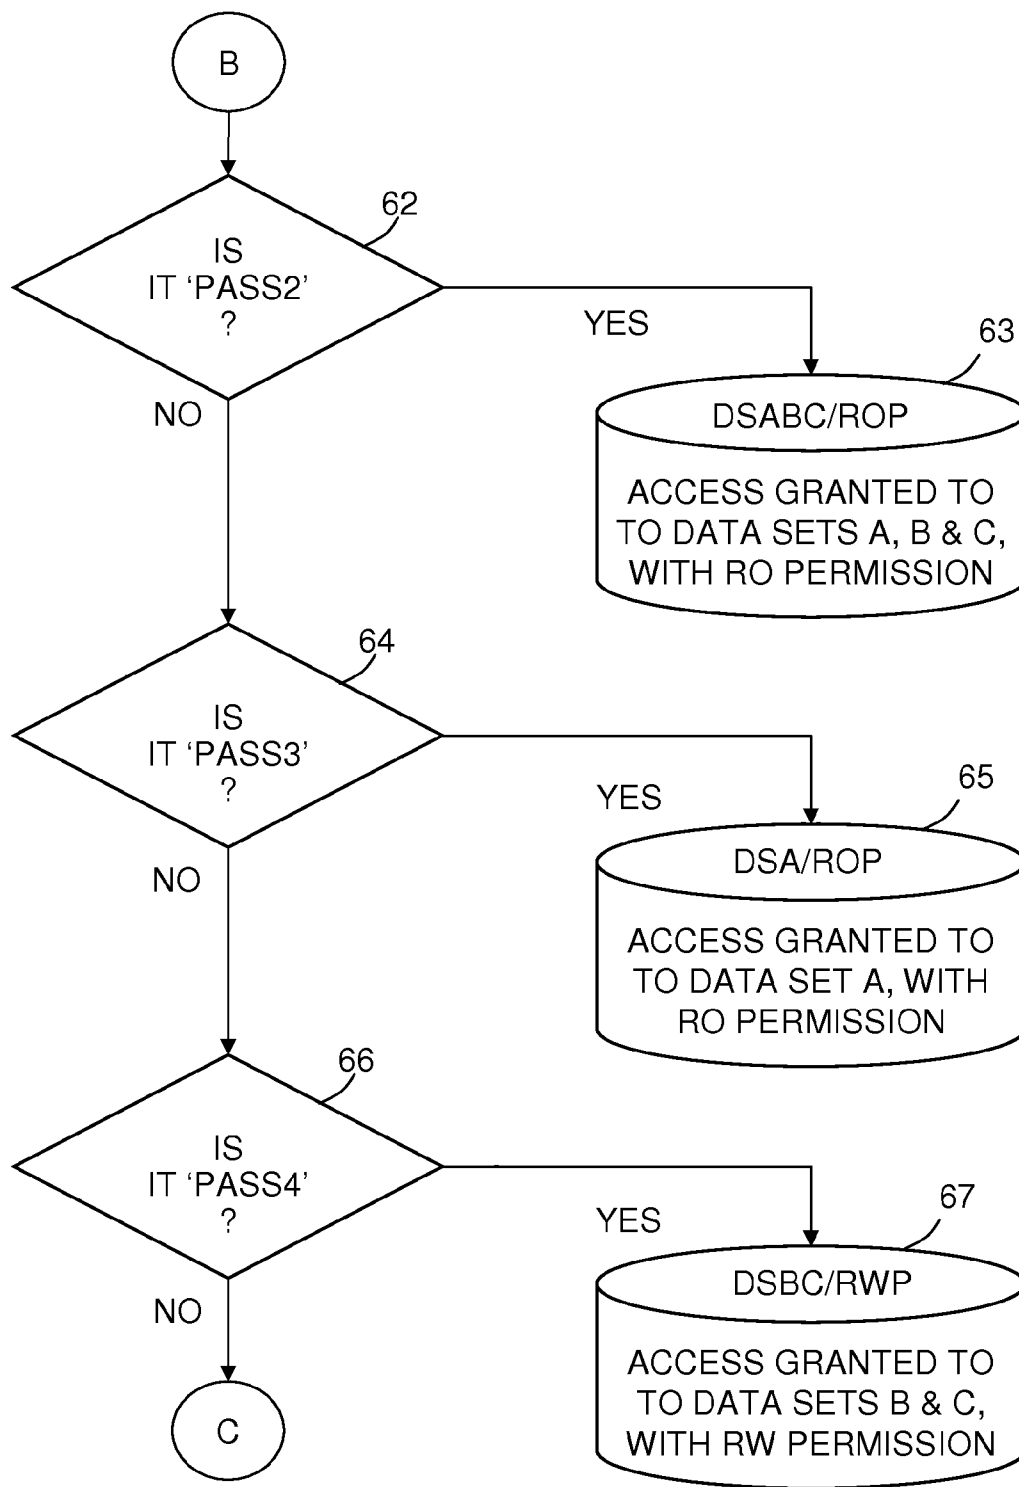 B
62
IS
IT ‘PASS2’
?
YES
NO
63
DSABC/ROP
ACCESS GRANTED TO
TO DATA SETS A, B & C,
WITH RO PERMISSION
64
IS
IT ‘PASS3’
?
YES
NO
65
DSA/ROP
ACCESS GRANTED TO
TO DATA SET A, WITH
RO PERMISSION
66
IS
IT ‘PASS4’
?
YES
NO
67
DSBC/RWP
ACCESS GRANTED TO
TO DATA SETS B & C,
WITH RW PERMISSION
C